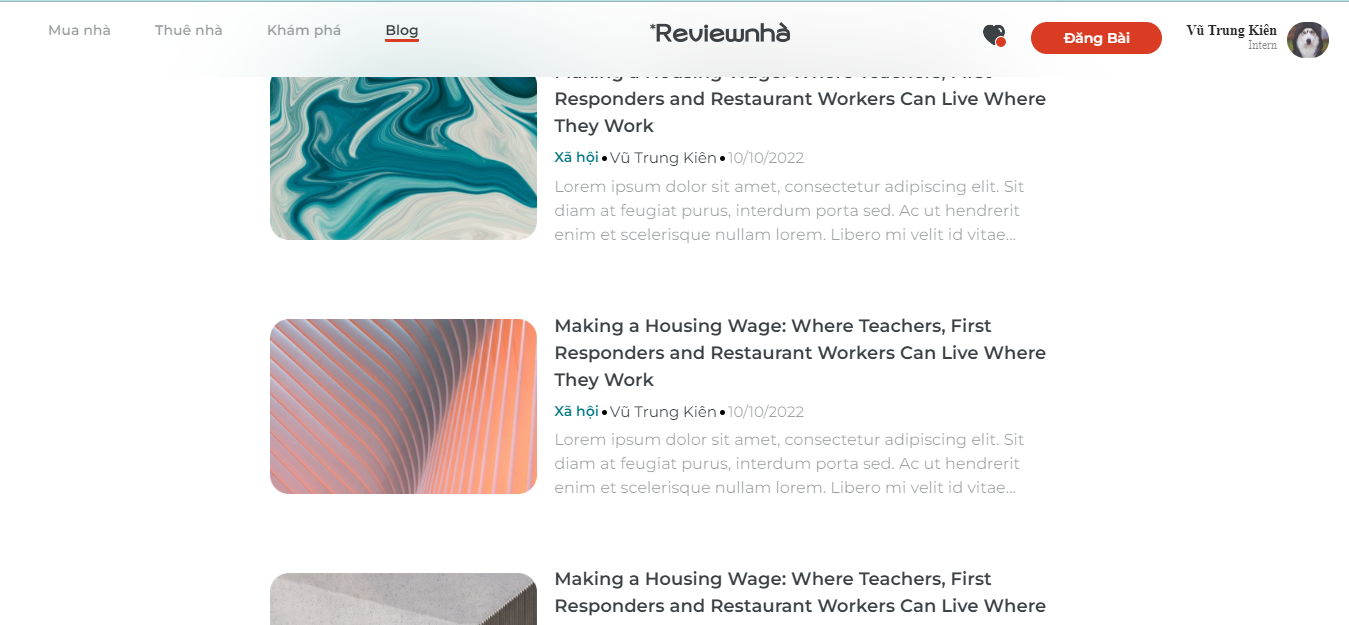 Mua nhà
Thuê nhà
Khám phá
Blog
*Reviewnhà
Đăng Bài
Vũ Trung Kiên
Intern
Making a Housing Wage: Where Teachers, First
Responders and Restaurant Workers Can Live Where
They Work
Xã hội•Vũ Trung Kiên•10/10/2022
Lorem ipsum dolor sit amet, consectetur adipiscing elit. Sit
diam at feugiat purus, interdum porta sed. Ac ut hendrerit
enim et scelerisque nullam lorem. Libero mi velit id vitae...
Making a Housing Wage: Where Teachers, First
Responders and Restaurant Workers Can Live Where
They Work
Xã hội•Vũ Trung Kiên•10/10/2022
Lorem ipsum dolor sit amet, consectetur adipiscing elit. Sit
diam at feugiat purus, interdum porta sed. Ac ut hendrerit
enim et scelerisque nullam lorem. Libero mi velit id vitae...
Making a Housing Wage: Where Teachers, First
Responders and Restaurant Workers Can Live Where